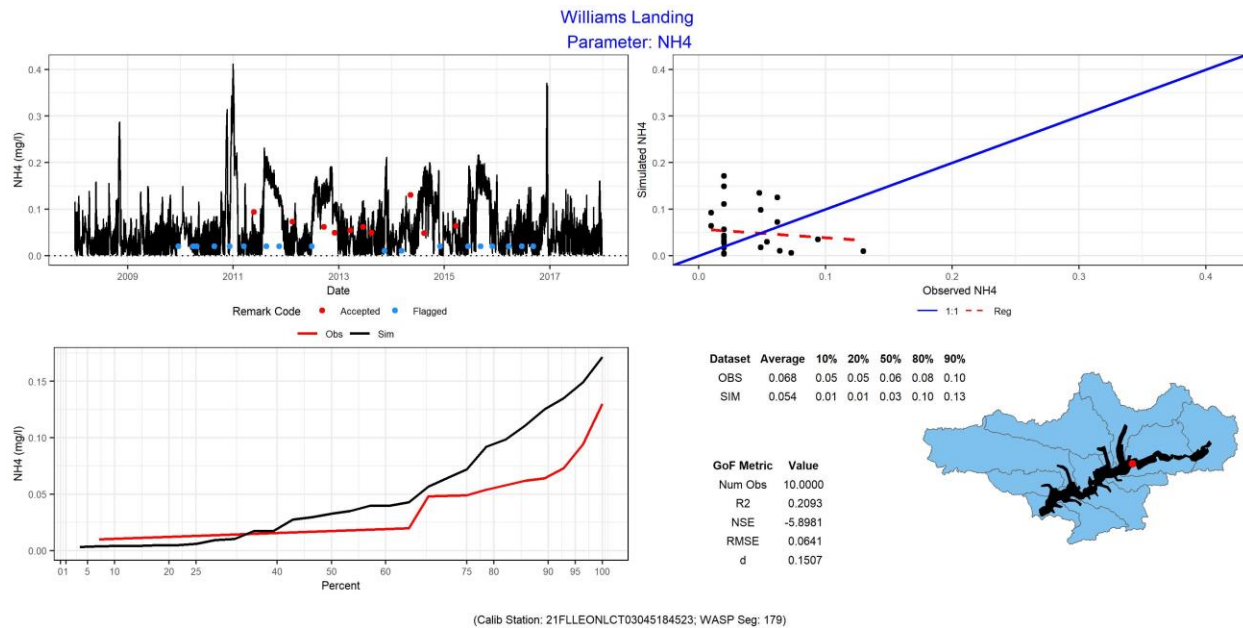 Williams Landing
Parameter: NH4
0.4
0.3
0.2
0.1
0.0
NH4 (mg/l)
2009 2011 2013 2015 2017
Date
Remark Code Accepted Flagged
Obs Sim
0.4
0.3
0.2
0.1
0.0
Simulated NH4
0.0 0.1 0.2 0.3 0.4
Observed NH4
1:1 Reg
0.15
0.10
0.05
0.00
NH4 (mg/l)
0 1 5 10 20 25 40 50 60 75 80 90 95 100
Percent
Dataset Average 10% 20% 50% 80% 90%
OBS 0.068 0.05 0.05 0.06 0.08 0.10
SIM 0.054 0.01 0.01 0.03 0.10 0.13
GoF Metric Value
Num Obs 10.0000
R2 0.2093
NSE -5.8981
RMSE 0.0641
d 0.1507
(Calib Station: 21FLLEONLCT03045184523; WASP Seg: 179)